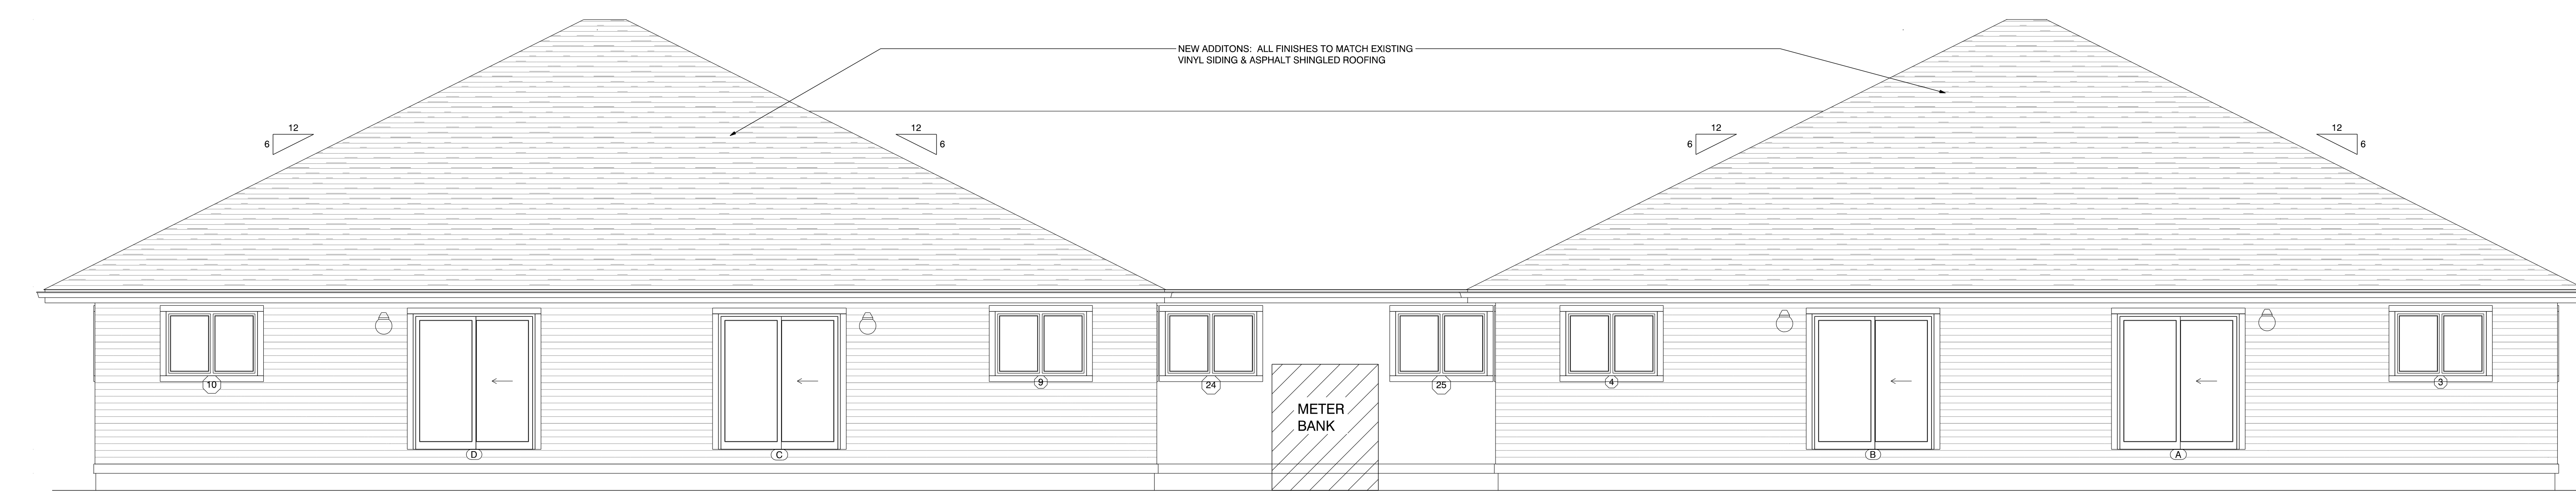 NEW ADDITONS: ALL FINISHES TO MATCH EXISTING
VINYL SIDING & ASPHALT SHINGLED ROOFING
12
6
12
6
12
6
12
6
10
D
C
9
24
METER
BANK
25
4
B
A
3